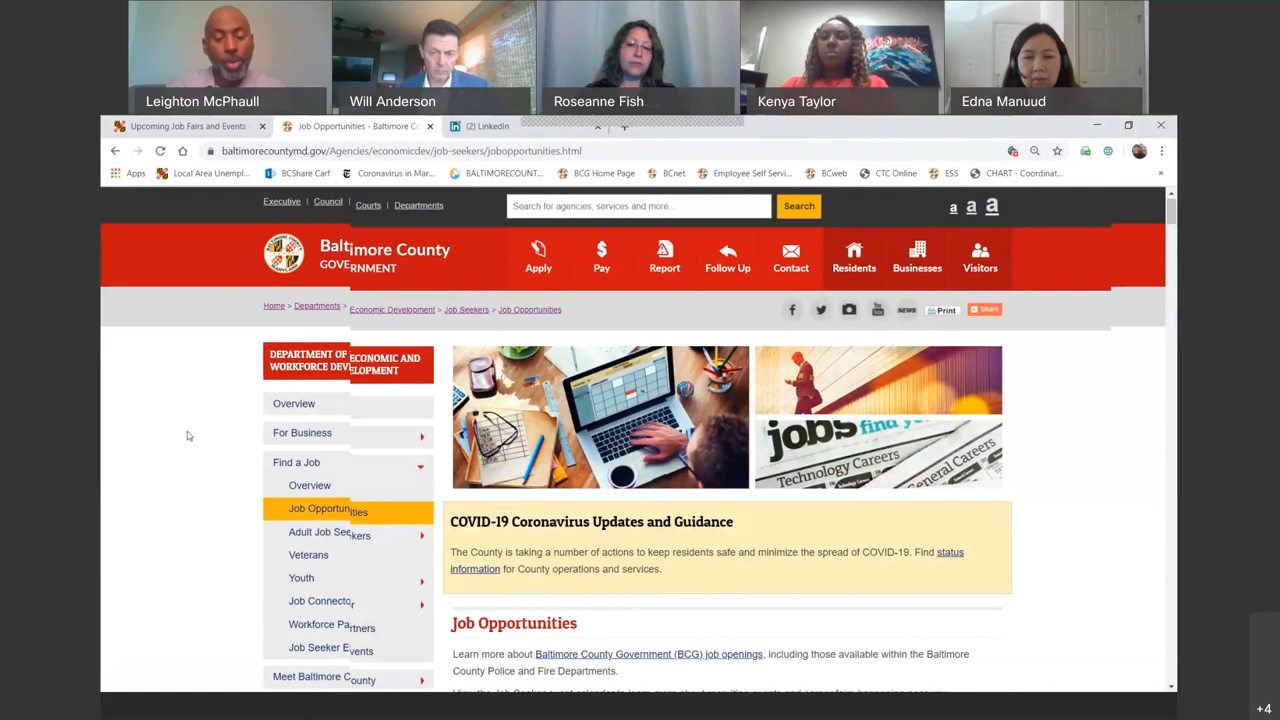 Leighton McPhaull
Will Anderson
Roseanne Fish
Kenya Taylor
Edna Manuud
Upcoming Job Fairs and Events
Job Opportunities - Baltimore Co
(2) LinkedIn
baltimorecountymd.gov/Agencies/economicdev/job-seekers/jobopportunities.html
Apps
Local Area Unempl...
BCShare Carf
Coronavirus in Mar...
BALTIMORECOUNT...
BCG Home Page
BCnet
Employee Self Servi...
BCweb
CTC Online
ESS
CHART - Coordinat...
Executive | Council | Courts | Departments
Search for agencies, services and more...
Search
a a a
Baltimore County
GOVERNMENT
Apply
Pay
Report
Follow Up
Contact
Residents
Businesses
Visitors
Home > Departments > Economic Development > Job Seekers > Job Opportunities
You Tube
NEWS
Print
Share
DEPARTMENT OF ECONOMIC AND
WORKFORCE DEVELOPMENT
Overview
For Business
Find a Job
Overview
Job Opportunities
Adult Job Seekers
Veterans
Youth
Job Connector
Workforce Partners
Job Seeker Events
Meet Baltimore County
jobs find you
Technology Careers
General Careers
COVID-19 Coronavirus Updates and Guidance
The County is taking a number of actions to keep residents safe and minimize the spread of COVID-19. Find status
information for County operations and services.
Job Opportunities
Learn more about Baltimore County Government (BCG) job openings, including those available within the Baltimore
County Police and Fire Departments.
+4